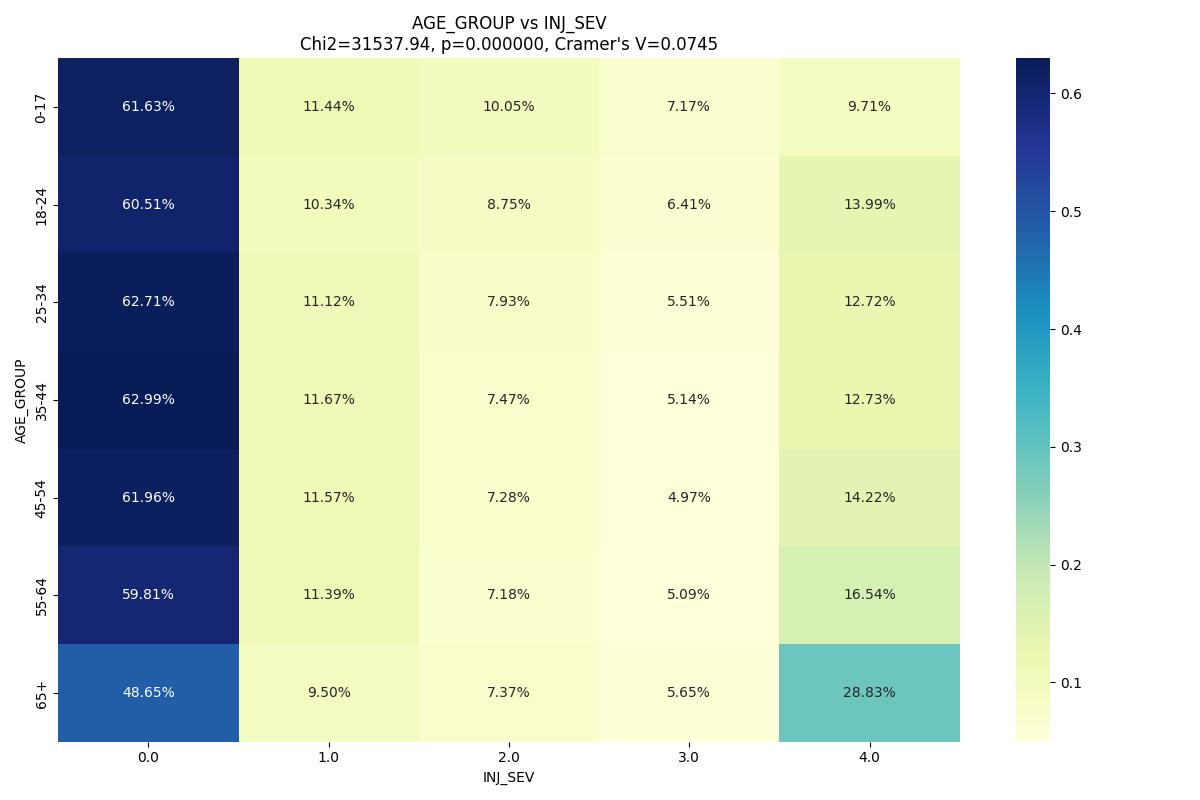 AGE_GROUP vs INJ_SEV
Chi2=31537.94, p=0.000000, Cramer's V=0.0745
AGE_GROUP
0-17 61.63% 11.44% 10.05% 7.17% 9.71%
18-24 60.51% 10.34% 8.75% 6.41% 13.99%
25-34 62.71% 11.12% 7.93% 5.51% 12.72%
35-44 62.99% 11.67% 7.47% 5.14% 12.73%
45-54 61.96% 11.57% 7.28% 4.97% 14.22%
55-64 59.81% 11.39% 7.18% 5.09% 16.54%
65+ 48.65% 9.50% 7.37% 5.65% 28.83%
0.0 1.0 2.0 3.0 4.0
INJ_SEV
0.6
0.5
0.4
0.3
0.2
0.1